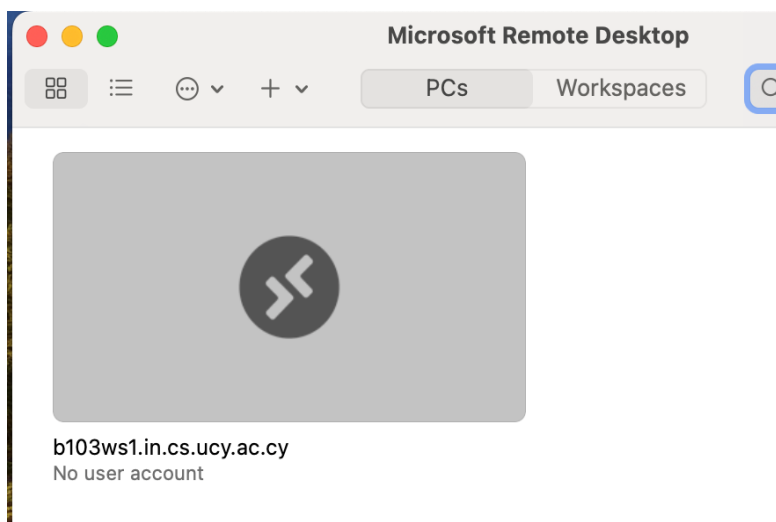 Microsoft Remote Desktop
PCs Workspaces
b103ws1.in.cs.ucy.ac.cy
No user account